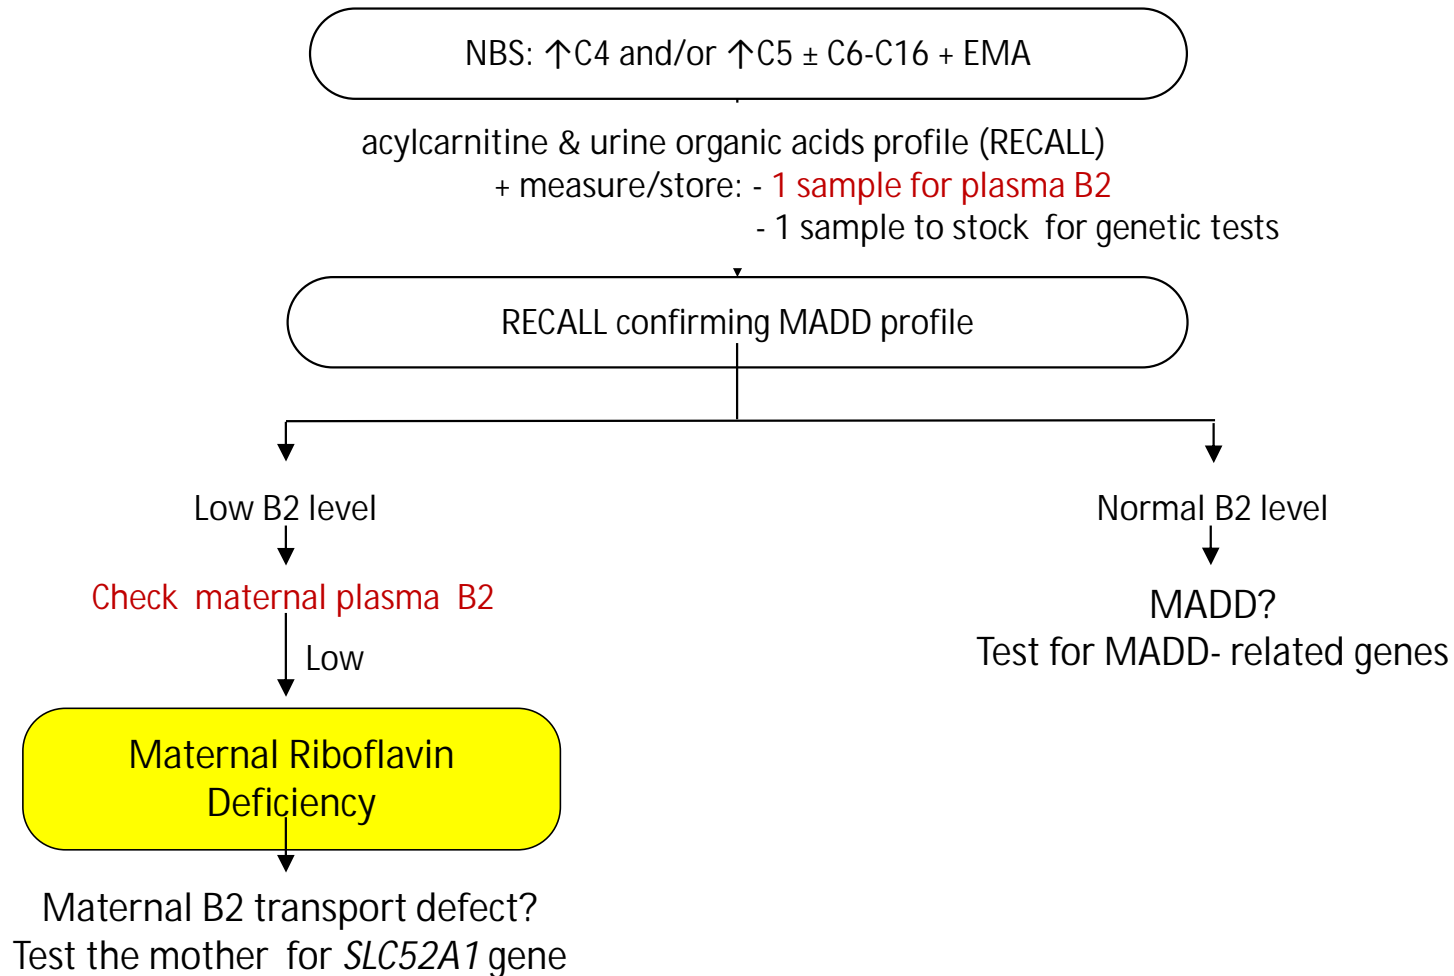 NBS: ↑C4 and/or ↑C5 ± C6-C16 + EMA
acylcarnitine & urine organic acids profile (RECALL)
+ measure/store: - 1 sample for plasma B2
- 1 sample to stock for genetic tests
RECALL confirming MADD profile
Low B2 level
Normal B2 level
Check maternal plasma B2
MADD?
Test for MADD- related genes
Low
Maternal Riboflavin
Deficiency
Maternal B2 transport defect?
Test the mother for SLC52A1 gene